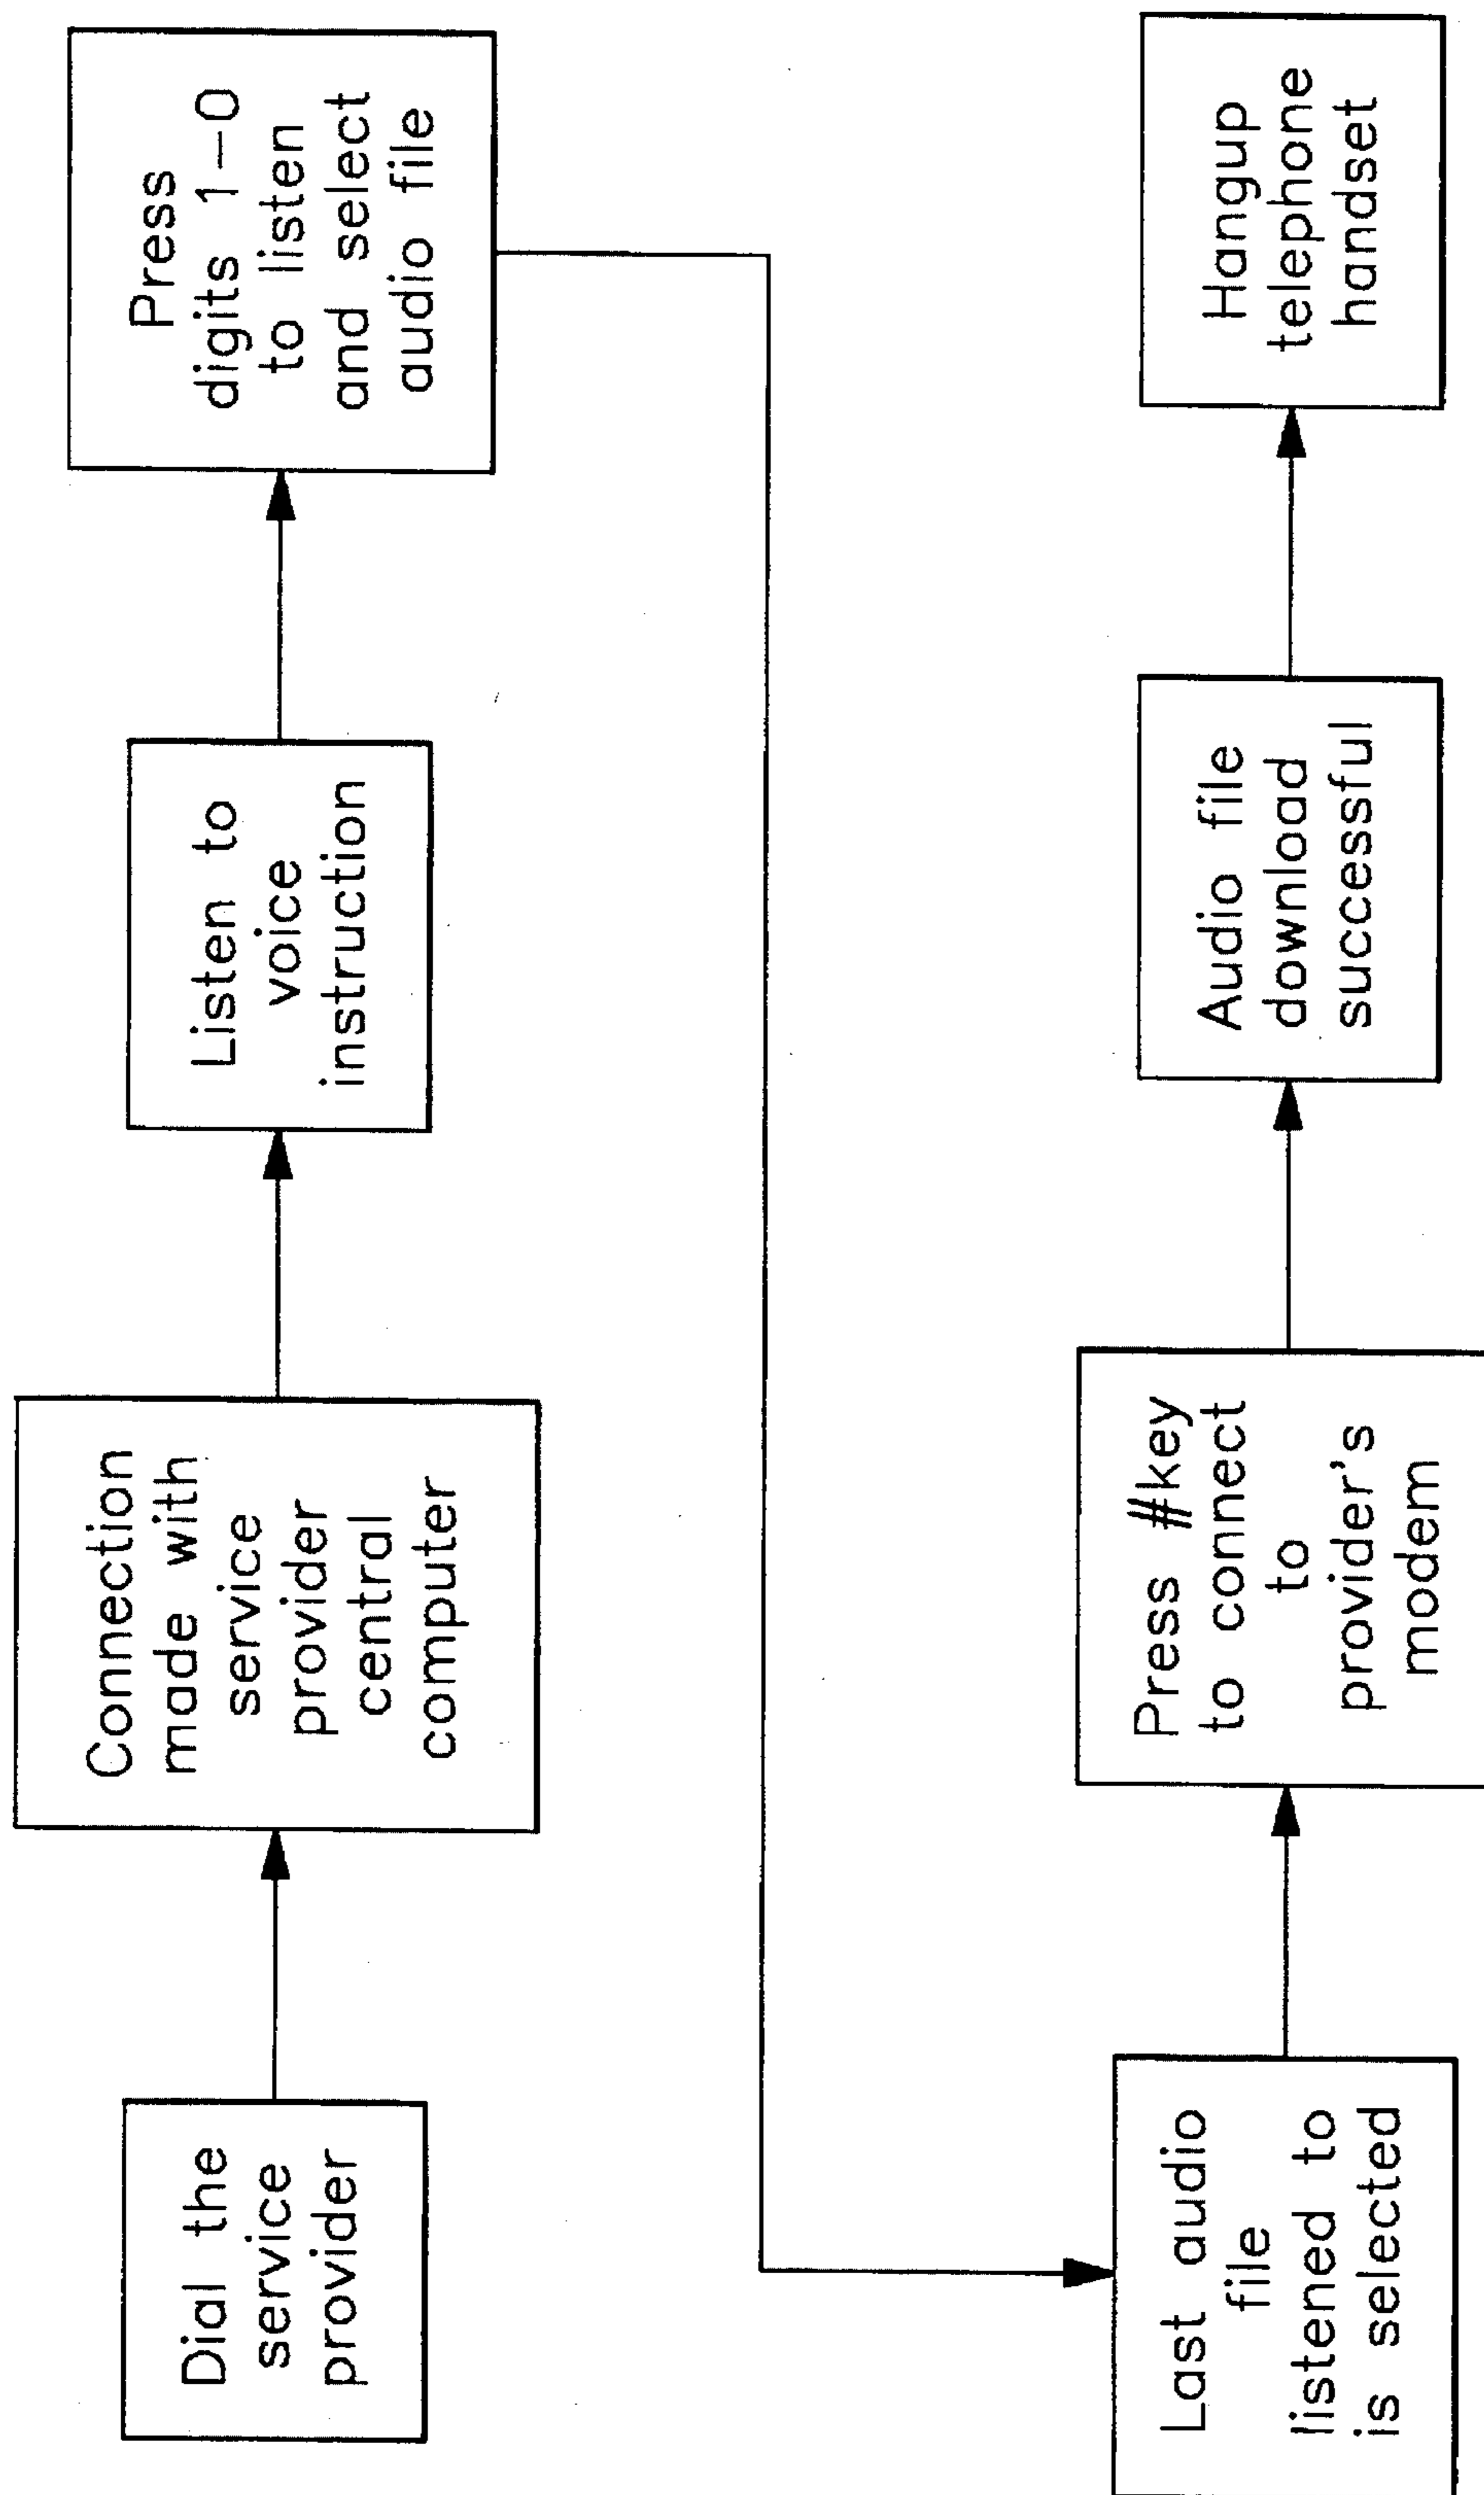 Dial the
service
provider
Connection
made with
service
provider
central
computer
Listen to
voice
instruction
Press
digits 1–0
to listen
and select
audio file
Last audio
file
listened to
is selected
Press #key
to connect
to
provider's
modem
Audio file
download
successful
Hangup
telephone
handset